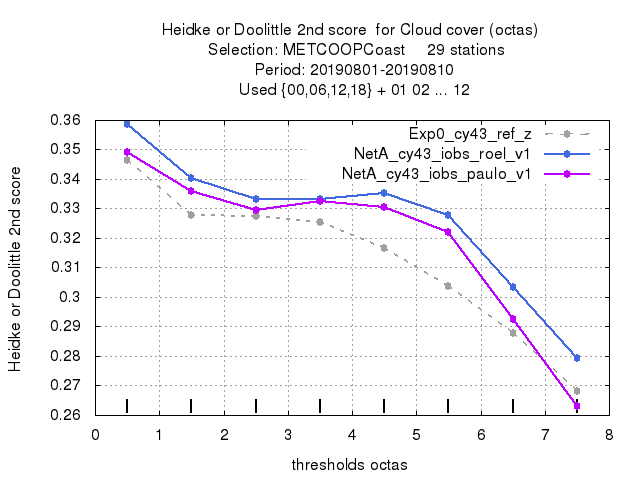 Heidke or Doolittle 2nd score  for Cloud cover (octas)
Selection: METCOOPCoast     29 stations
Period: 20190801-20190810
Used {00,06,12,18} + 01 02 ... 12
Exp0_cy43_ref_z
NetA_cy43_iobs_roel_v1
NetA_cy43_iobs_paulo_v1
Heidke or Doolittle 2nd score
0.36
0.35
0.34
0.33
0.32
0.31
0.3
0.29
0.28
0.27
0.26
0 1 2 3 4 5 6 7 8
thresholds octas